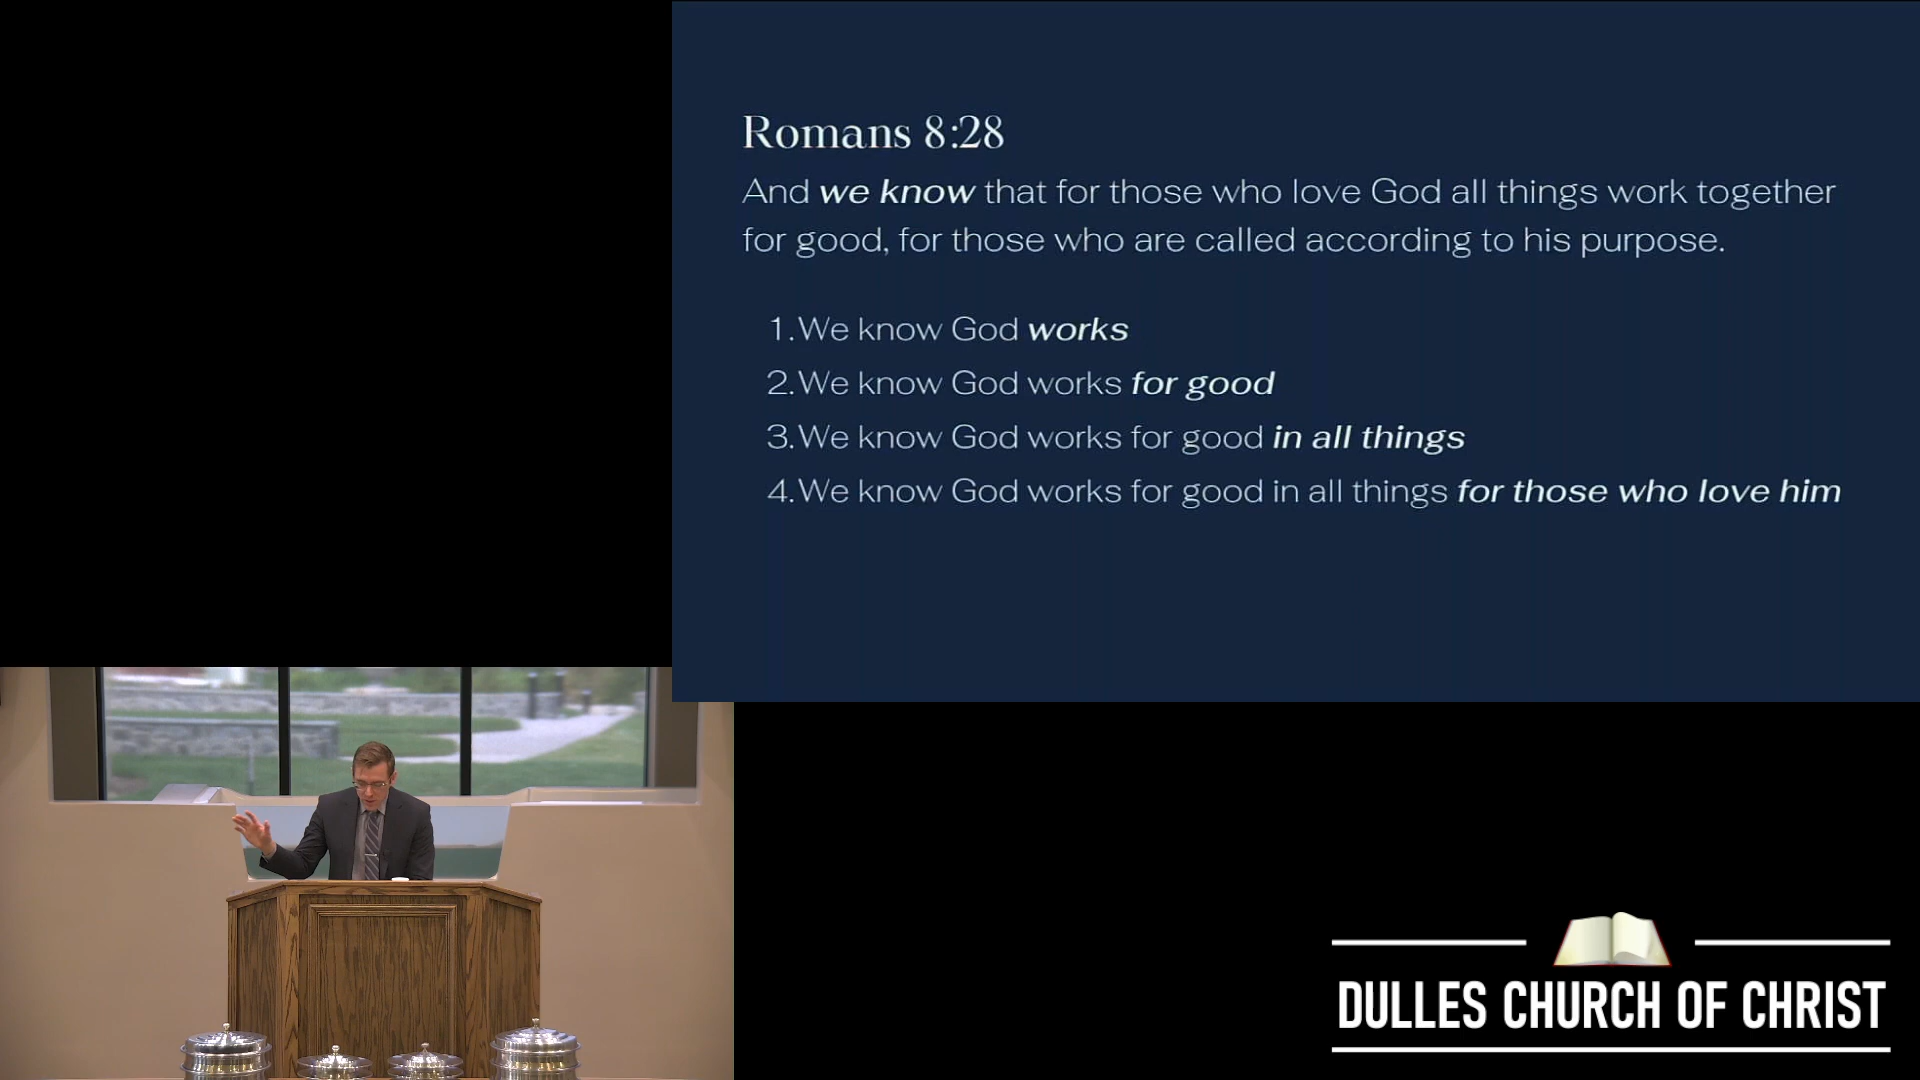 Romans 8:28
And we know that for those who love God all things work together
for good, for those who are called according to his purpose.
1.We know God works
2.We know God works for good
3.We know God works for good in all things
4.We know God works for good in all things for those who love him
DULLES CHURCH OF CHRIST